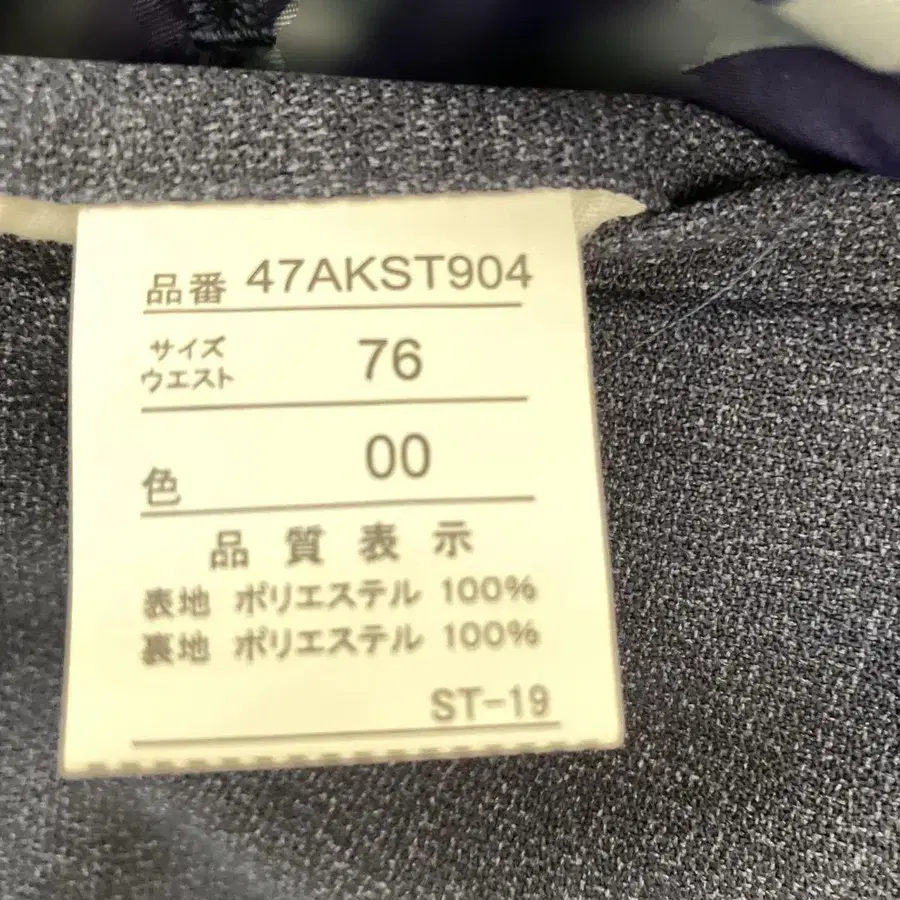 品番 47AKST904
サイズ
ウエスト 76
色 00
品質表示
表地 ポリエステル 100%
裏地 ポリエステル 100%
ST-19